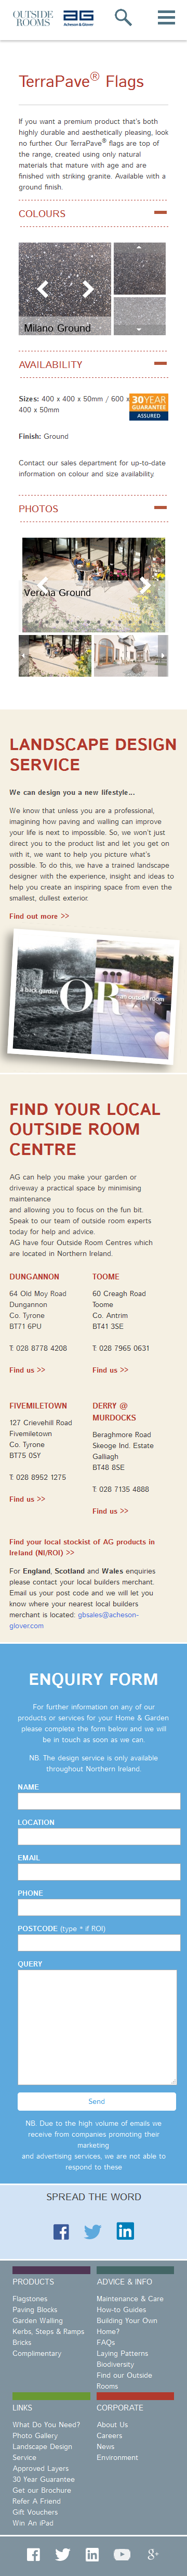 OUTSIDE ROOMS
AG
Acheson & Glover
TerraPave® Flags
If you want a premium product that's both
highly durable and aesthetically pleasing, look
no further. Our TerraPave® flags are top of
the range, created using only natural
materials that mature with age and are
finished with striking granite. Available with a
ground finish.
COLOURS
Milano Ground
AVAILABILITY
Sizes: 400 x 400 x 50mm / 600 x
400 x 50mm
30 YEAR
GUARANTEE
ASSURED
Finish: Ground
Contact our sales department for up-to-date
information on colour and size availability.
PHOTOS
Verona Ground
LANDSCAPE DESIGN
SERVICE
We can design you a new lifestyle...
We know that unless you are a professional,
imagining how paving and walling can improve
your life is next to impossible. So, we won't just
direct you to the product and let you get on
with it, we want to help you picture what's
possible. To do this, we have a trained landscape
designer with the experience, insight and ideas to
help you create an inspiring space from even the
smallest, dullest exterior.
Find out more >>
a back garden
OR
an outside room
FIND YOUR LOCAL
OUTSIDE ROOM
CENTRE
AG can help you make your garden or
driveway a practical space by minimising
maintenance
and allowing you to focus on the fun bit.
Speak to our team of outside room experts
today for help and advice.
AG have four Outside Room Centres which
are located in Northern Ireland.
DUNGANNON
64 Old Moy Road
Dungannon
Co. Tyrone
BT71 6PU
T: 028 8778 4208
Find us >>
TOOME
60 Creagh Road
Toome
Co. Antrim
BT41 3SE
T: 028 7965 0631
Find us >>
FIVEMILETOWN
127 Crievehill Road
Fivemiletown
Co. Tyrone
BT75 0SY
T: 028 8952 1275
Find us >>
DERRY @
MURDOCKS
Beraghmore Road
Skeoge Ind. Estate
Galliagh
BT48 8SE
T: 028 7135 4888
Find us >>
Find your local stockist of AG products in
Ireland (NI/ROI) >>
For England, Scotland and Wales enquiries
please contact your local builders merchant.
Email us your post code and we will let you
know where your nearest local builders
merchant is located: gbsales@acheson-
glover.com
ENQUIRY FORM
For further information on any of our
products or services for your Home & Garden
please complete the form below and we will
be in touch as soon as we can.
NB. The design service is only available
throughout Northern Ireland.
NAME
LOCATION
EMAIL
PHONE
POSTCODE (type * if ROI)
QUERY
Send
NB. Due to the high volume of emails we
receive from companies promoting their
marketing
and advertising services, we are not able to
respond to these
SPREAD THE WORD
PRODUCTS
Flagstones
Paving Blocks
Garden Walling
Kerbs, Steps & Ramps
Bricks
Complimentary
ADVICE & INFO
Maintenance & Care
How-to Guides
Building Your Own
Home?
FAQs
Laying Patterns
Biodiversity
Find our Outside
Rooms
LINKS
What Do You Need?
Photo Gallery
Landscape Design
Service
Approved Layers
30 Year Guarantee
Get our Brochure
Refer A Friend
Gift Vouchers
Win An iPad
CORPORATE
About Us
Careers
News
Environment